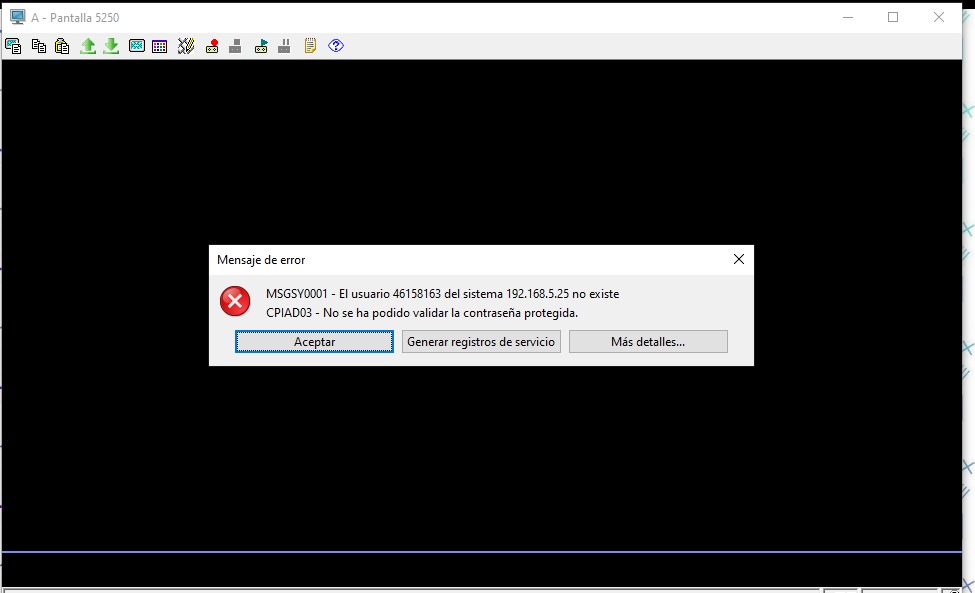 A - Pantalla 5250
Mensaje de error
MSGSY0001 - El usuario 46158163 del sistema 192.168.5.25 no existe
CPIAD03 - No se ha podido validar la contraseña protegida.
Aceptar
Generar registros de servicio
Más detalles...